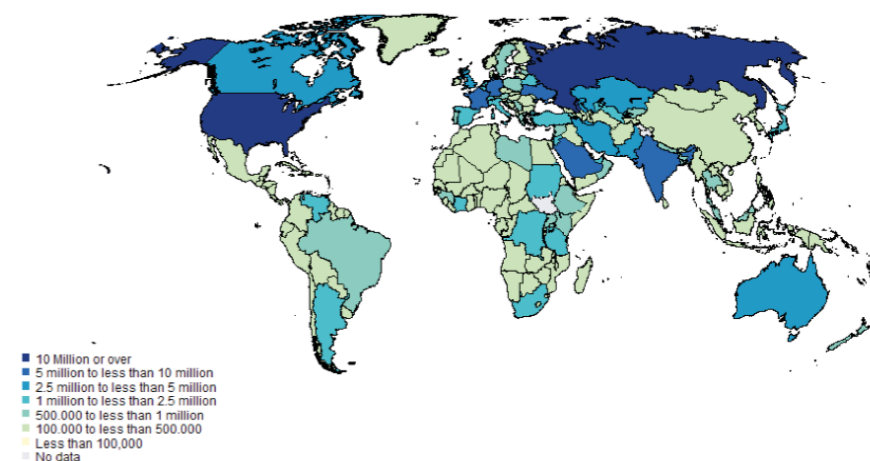 10 Million or over
5 million to less than 10 million
2.5 million to less than 5 million
1 million to less than 2.5 million
500.000 to less than 1 million
100.000 to less than 500.000
Less than 100,000
No data